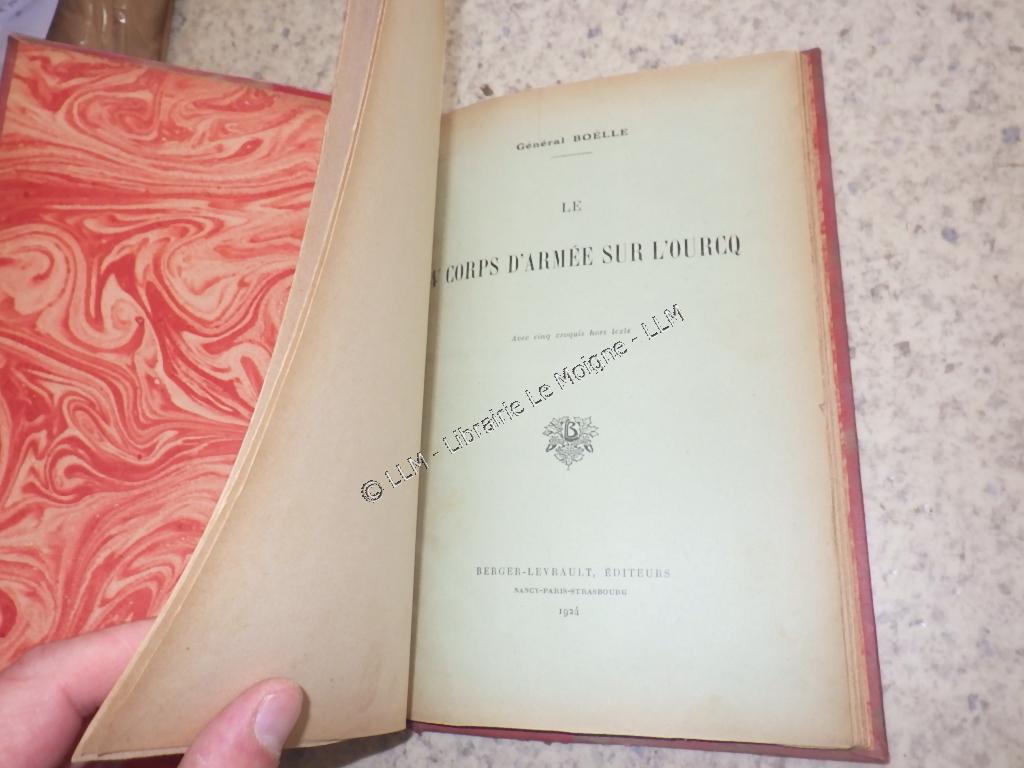 Général BOËLLE
LE
CORPS D'ARMÉE SUR L'OURCQ
Avec cinq croquis hors texte
© LLM - Librairie Le Moigne - LLM
B
BERGER-LEVRAULT, ÉDITEURS
NANCY-PARIS-STRASBOURG
1924